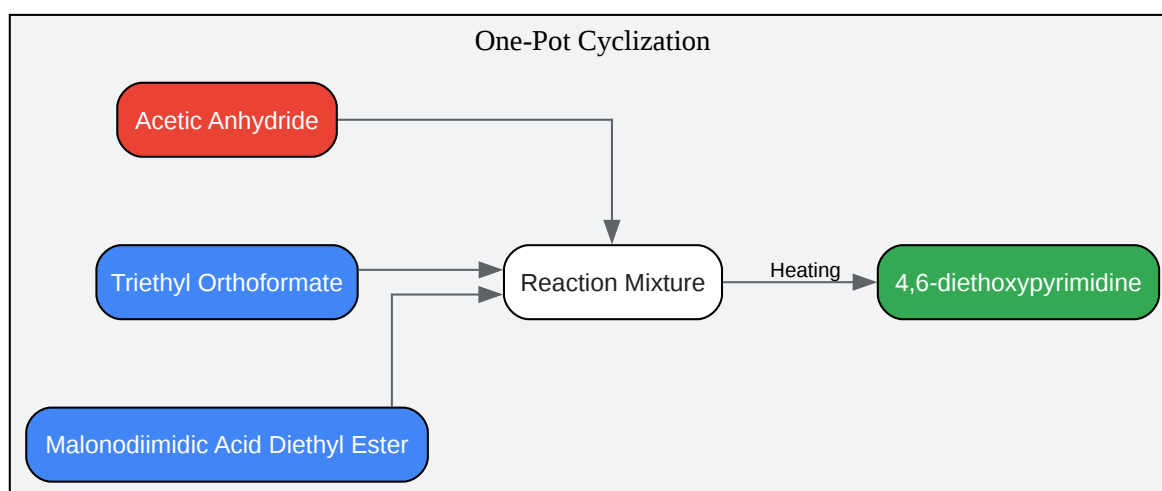 One-Pot Cyclization
Acetic Anhydride
Triethyl Orthoformate
Reaction Mixture
Heating
4,6-diethoxypyrimidine
Malonodiimidic Acid Diethyl Ester